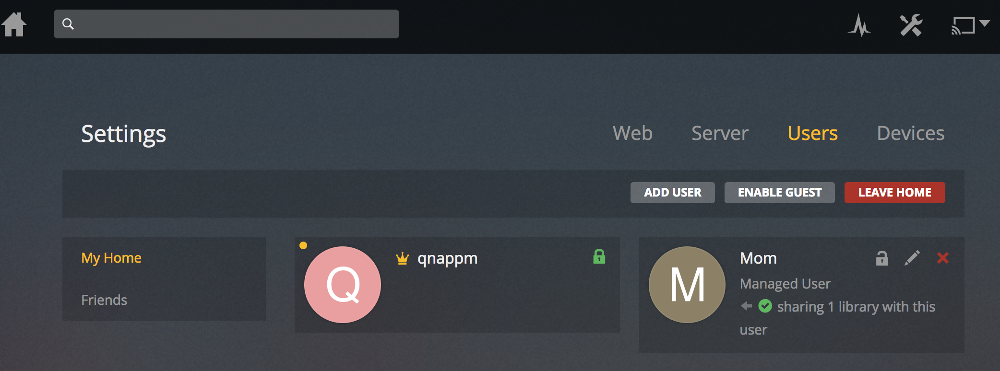 Settings
Web
Server
Users
Devices
ADD USER
ENABLE GUEST
LEAVE HOME
My Home
Friends
Q
qnappm
M
Mom
Managed User
sharing 1 library with this
user